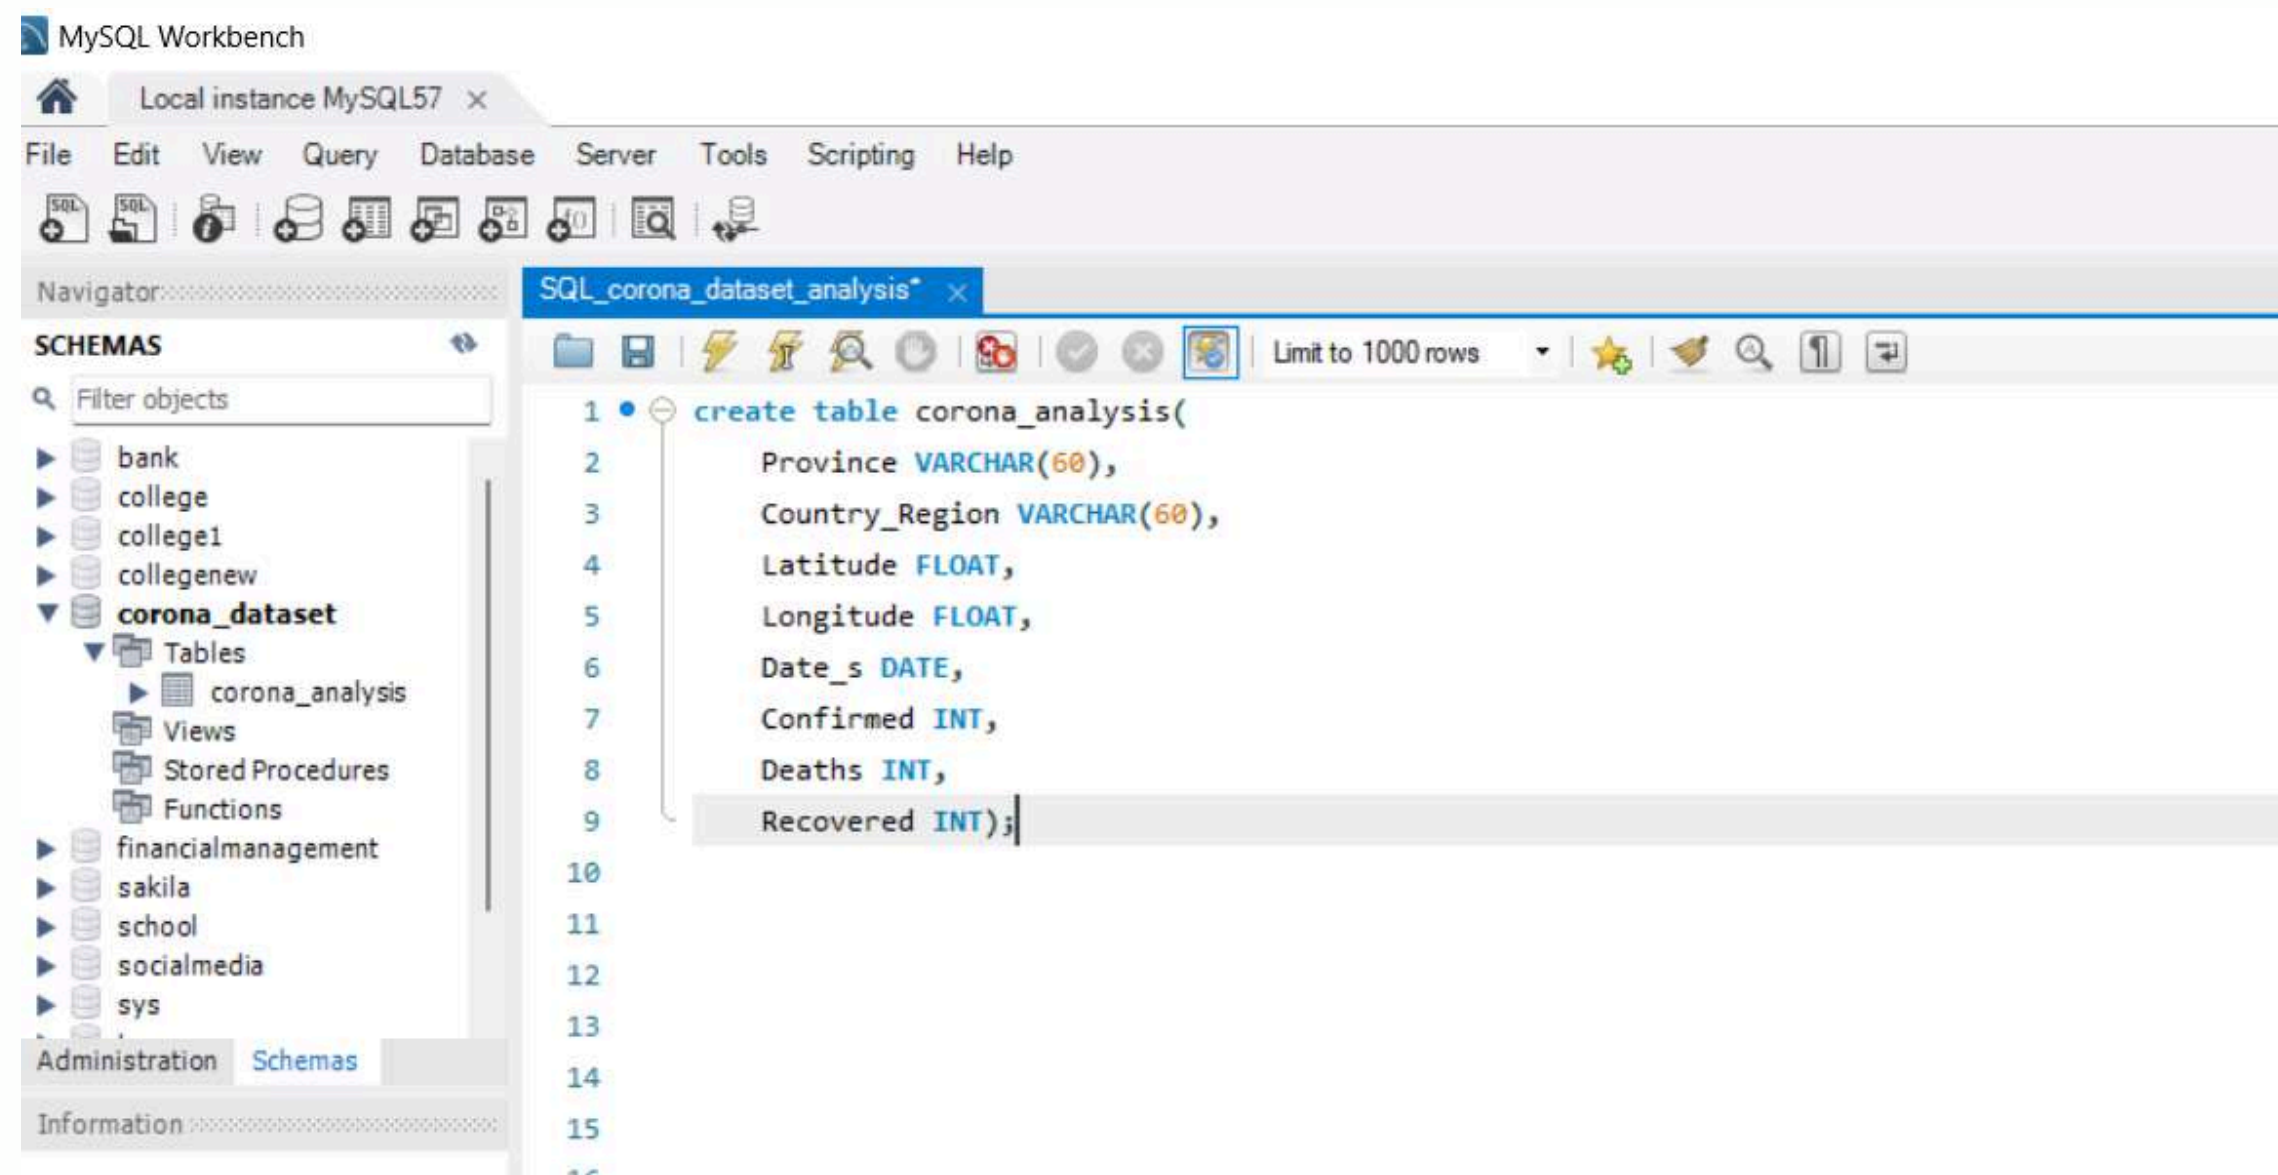 MySQL Workbench
Local instance MySQL57 ×
File Edit View Query Database Server Tools Scripting Help
SQL SQL
Navigator
SCHEMAS
Filter objects
bank
college
college1
collegenew
corona_dataset
Tables
corona_analysis
Views
Stored Procedures
Functions
financialmanagement
sakila
school
socialmedia
sys
Administration Schemas
Information
SQL_corona_dataset_analysis* ×
Limit to 1000 rows
1 create table corona_analysis(
2 Province VARCHAR(60),
3 Country_Region VARCHAR(60),
4 Latitude FLOAT,
5 Longitude FLOAT,
6 Date_s DATE,
7 Confirmed INT,
8 Deaths INT,
9 Recovered INT);
10
11
12
13
14
15